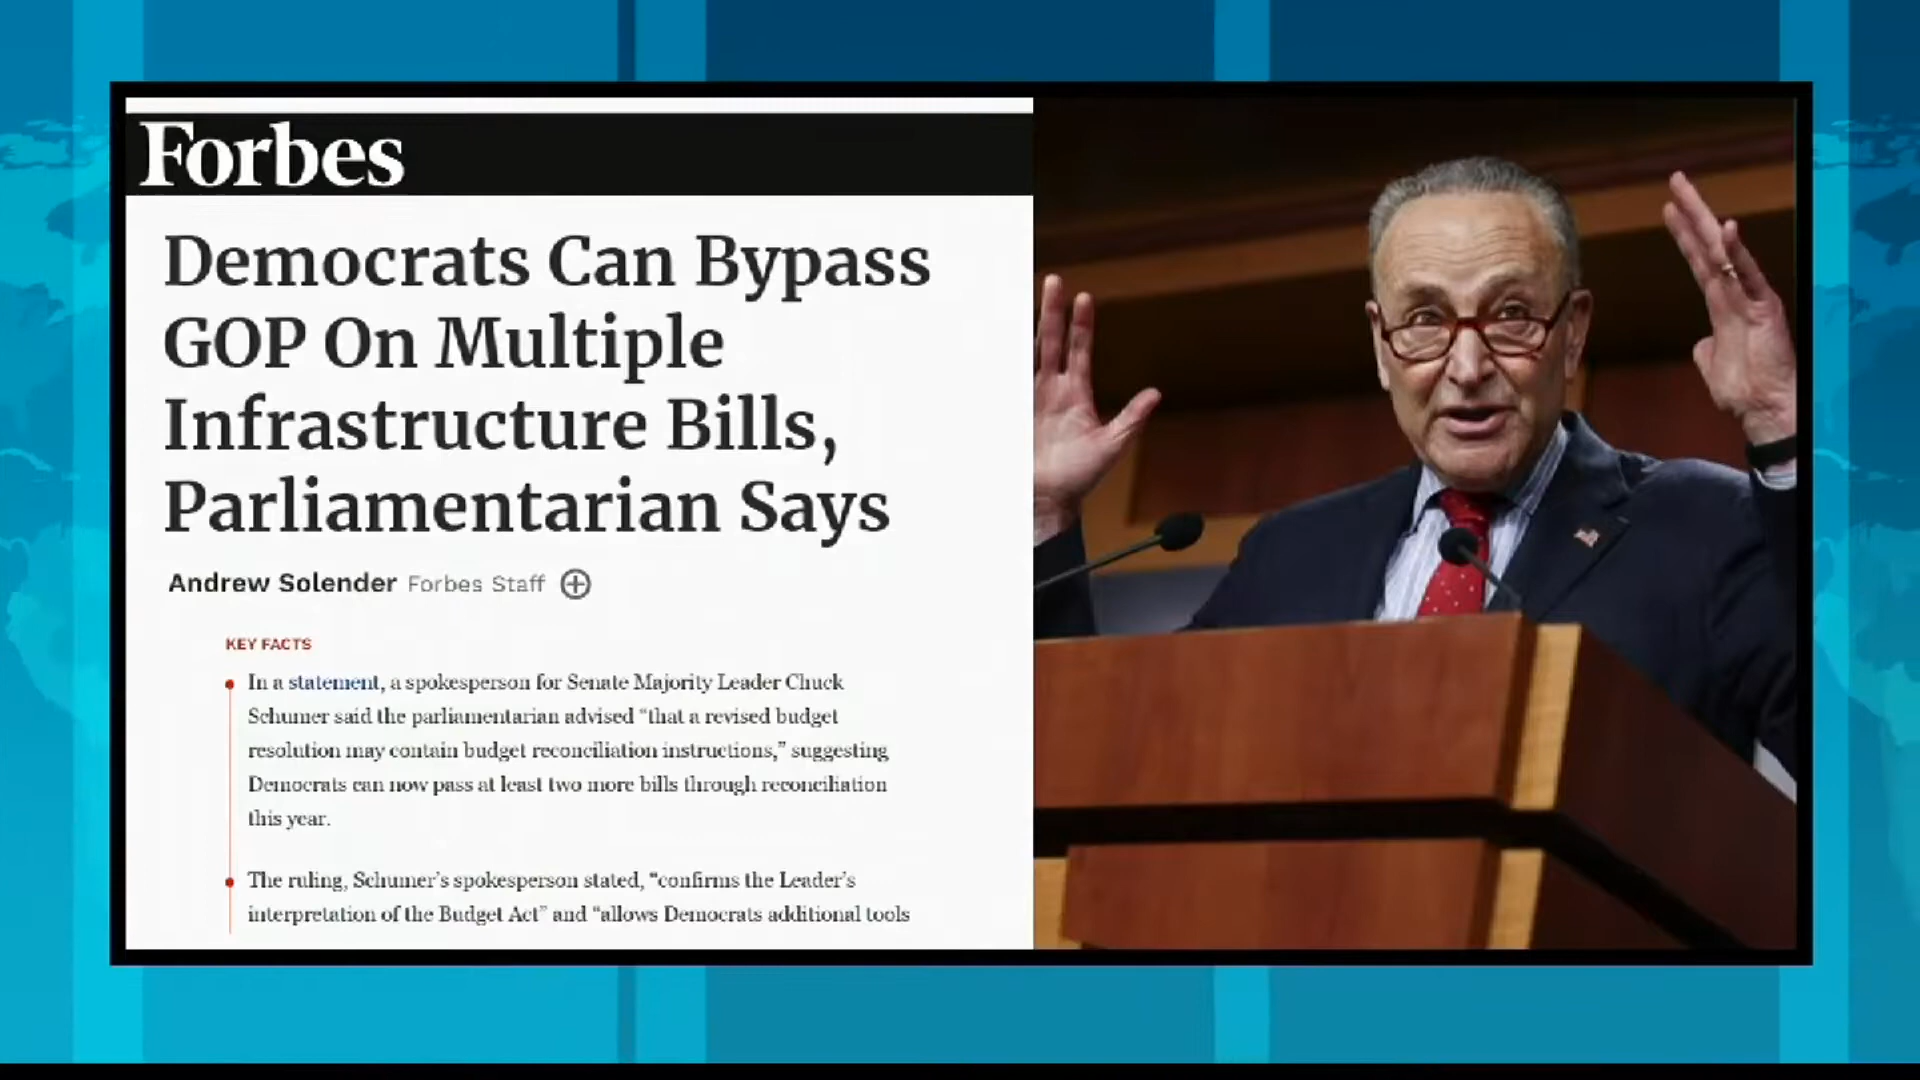 Forbes
Democrats Can Bypass
GOP On Multiple
Infrastructure Bills,
Parliamentarian Says
Andrew Solender Forbes Staff
KEY FACTS
In a statement, a spokesperson for Senate Majority Leader Chuck
Schumer said the parliamentarian advised “that a revised budget
resolution may contain budget reconciliation instructions,” suggesting
Democrats can now pass at least two more bills through reconciliation
this year.
The ruling, Schumer’s spokesperson stated, “confirms the Leader’s
interpretation of the Budget Act” and “allows Democrats additional tools